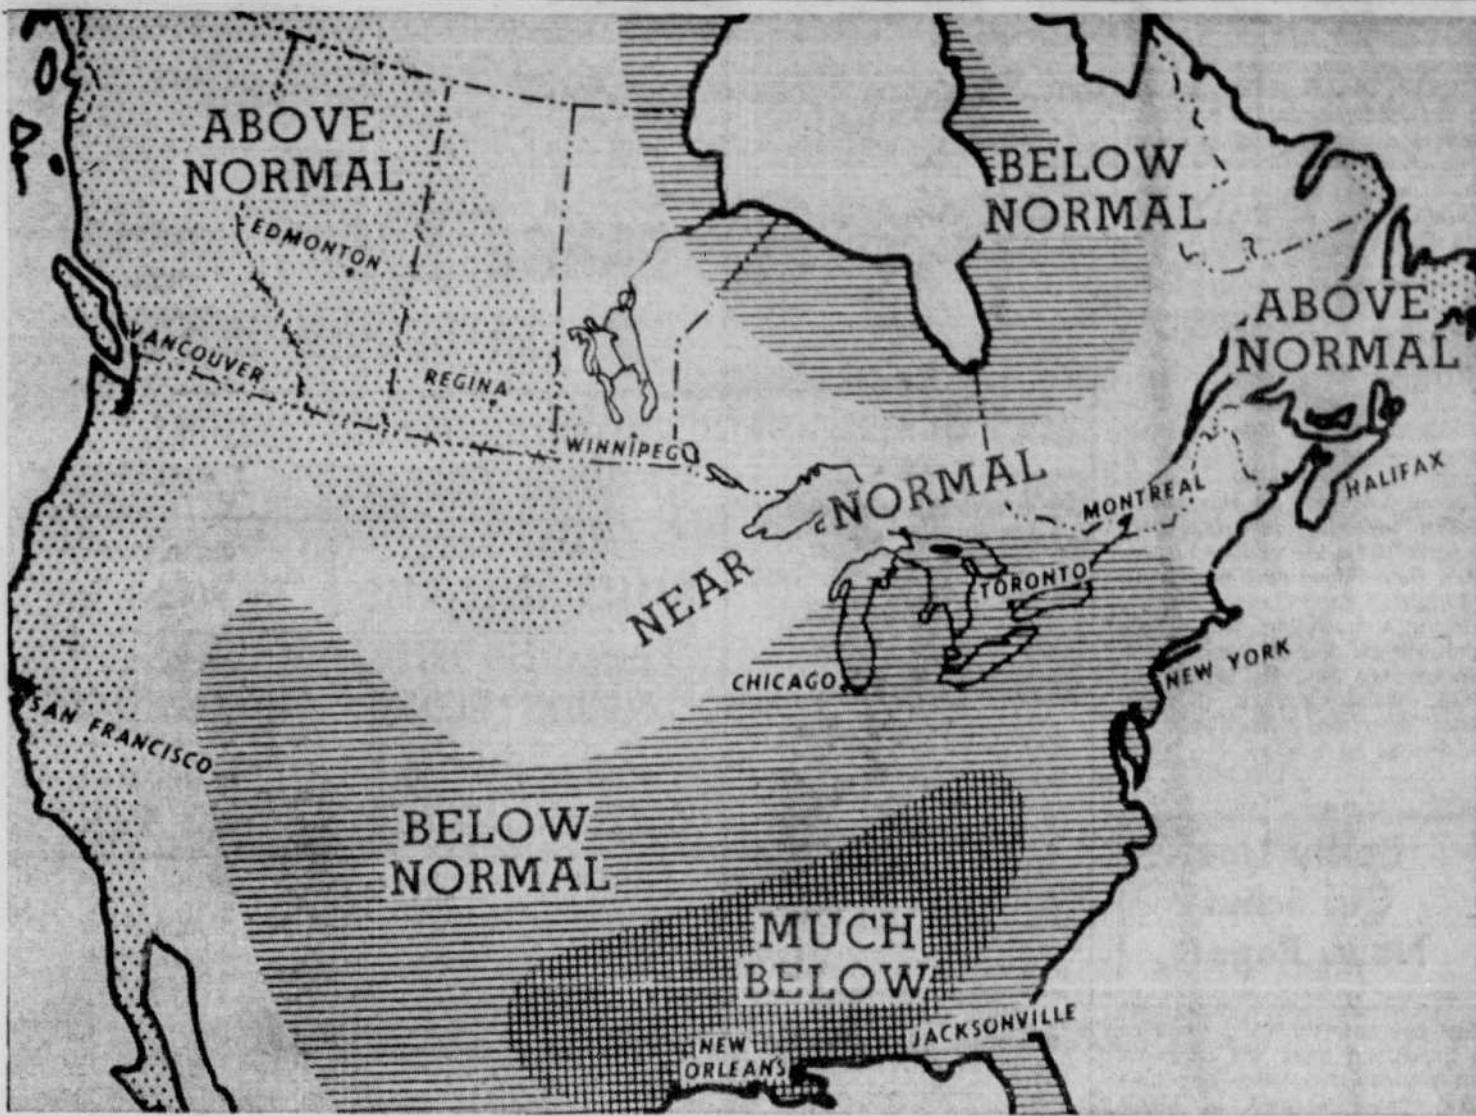 ABOVE
NORMAL
EDMONTON
VANCOUVER
REGINA
WINNIPEG
BELOW
NORMAL
ABOVE
NORMAL
NEAR NORMAL
MONTREAL
HALIFAX
TORONTO
CHICAGO
NEW YORK
SAN FRANCISCO
BELOW
NORMAL
MUCH
BELOW
NEW
ORLEANS
JACKSONVILLE